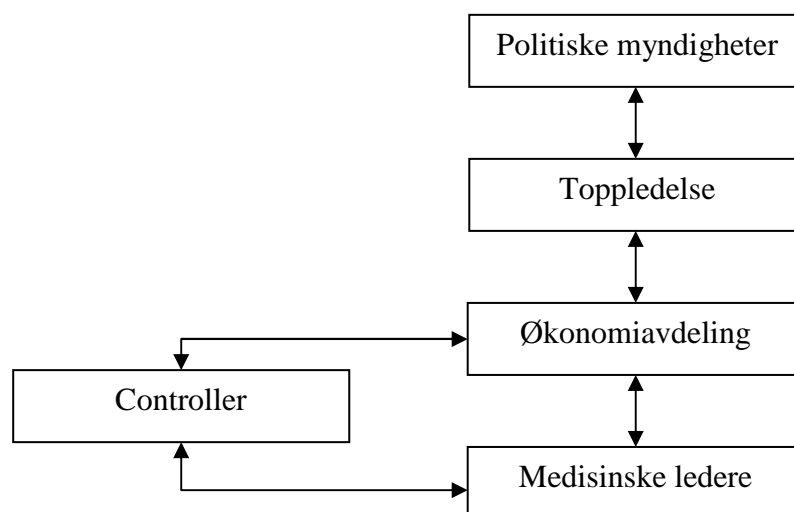 Politiske myndigheter
Toppledelse
Økonomiavdeling
Controller
Medisinske ledere